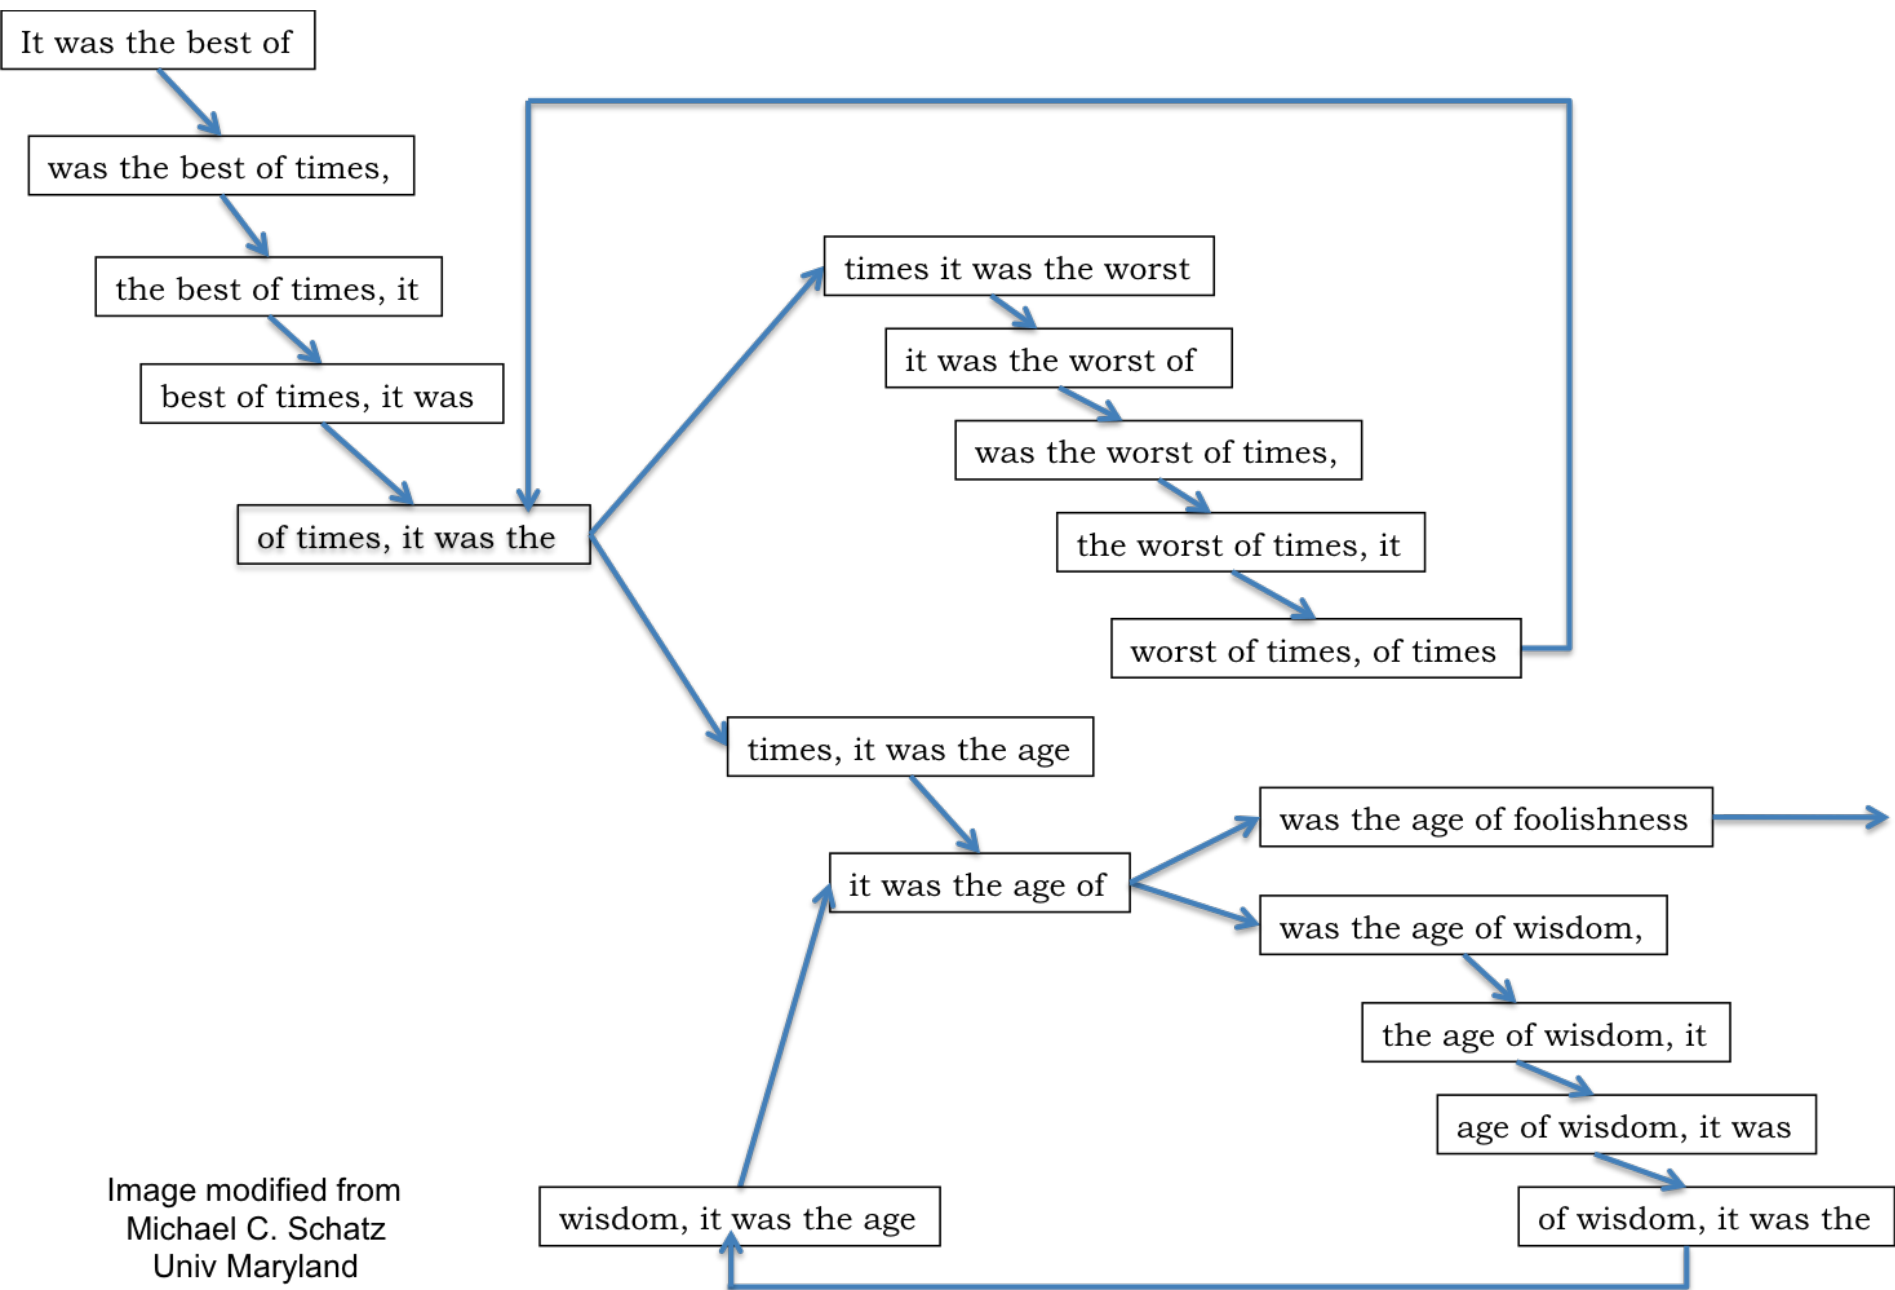 It was the best of
was the best of times,
the best of times, it
best of times, it was
of times, it was the
times it was the worst
it was the worst of
was the worst of times,
the worst of times, it
worst of times, of times
times, it was the age
it was the age of
was the age of foolishness
was the age of wisdom,
the age of wisdom, it
age of wisdom, it was
of wisdom, it was the
wisdom, it was the age
Image modified from
Michael C. Schatz
Univ Maryland